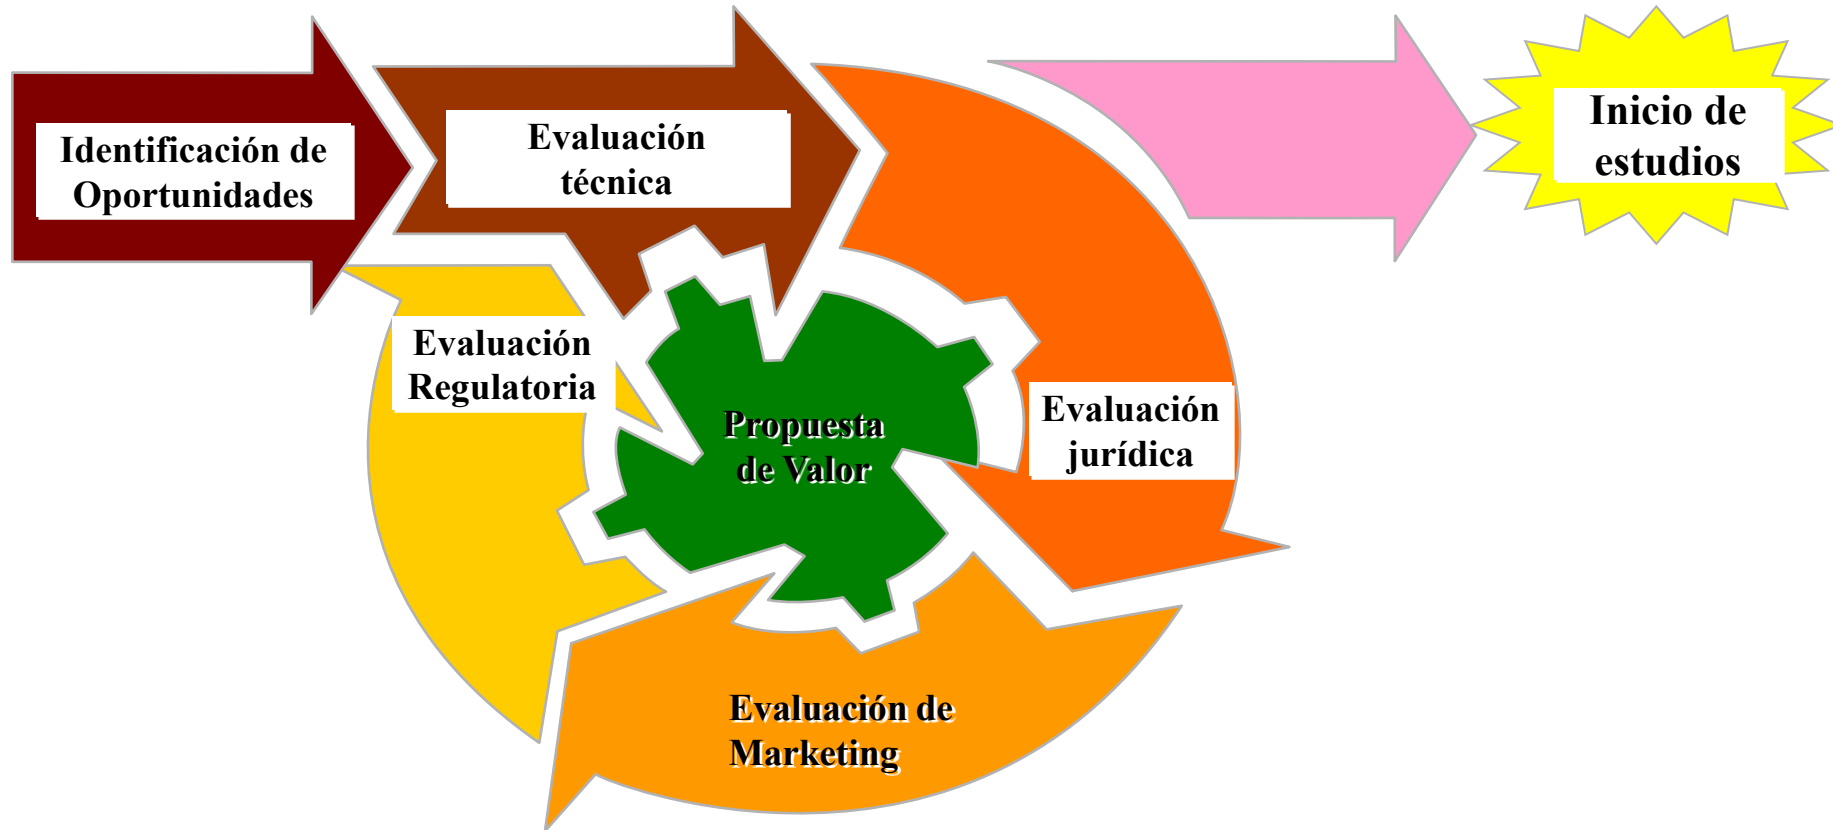 Identificación de
Oportunidades
Evaluación
técnica
Inicio de
estudios
Evaluación
Regulatoria
Propuesta
de Valor
Evaluación
jurídica
Evaluación de
Marketing